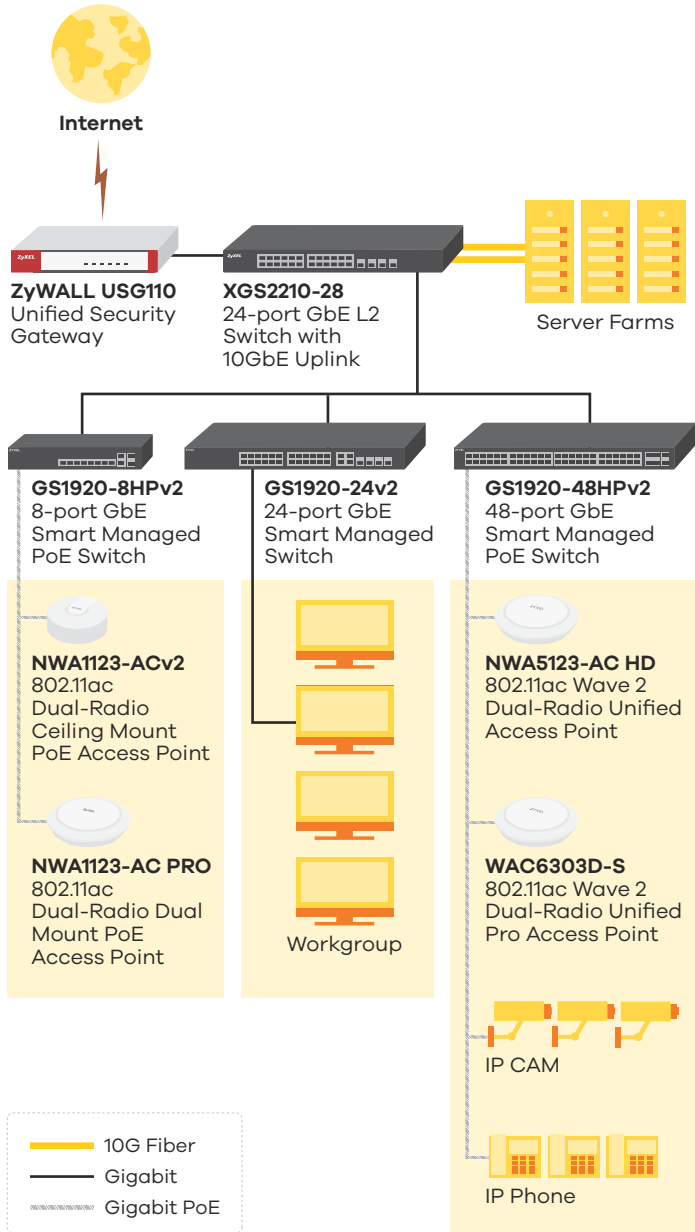 Internet
ZyXEL
ZyXEL
ZyWALL USG110
Unified Security
Gateway
XGS2210-28
24-port GbE L2
Switch with
10GbE Uplink
Server Farms
GS1920-8HPv2
8-port GbE
Smart Managed
PoE Switch
GS1920-24v2
24-port GbE
Smart Managed
Switch
GS1920-48HPv2
48-port GbE
Smart Managed
PoE Switch
NWA1123-ACv2
802.11ac
Dual-Radio
Ceiling Mount
PoE Access Point
NWA1123-AC PRO
802.11ac
Dual-Radio Dual
Mount PoE
Access Point
Workgroup
NWA5123-AC HD
802.11ac Wave 2
Dual-Radio Unified
Access Point
WAC6303D-S
802.11ac Wave 2
Dual-Radio Unified
Pro Access Point
IP CAM
IP Phone
10G Fiber
Gigabit
Gigabit PoE